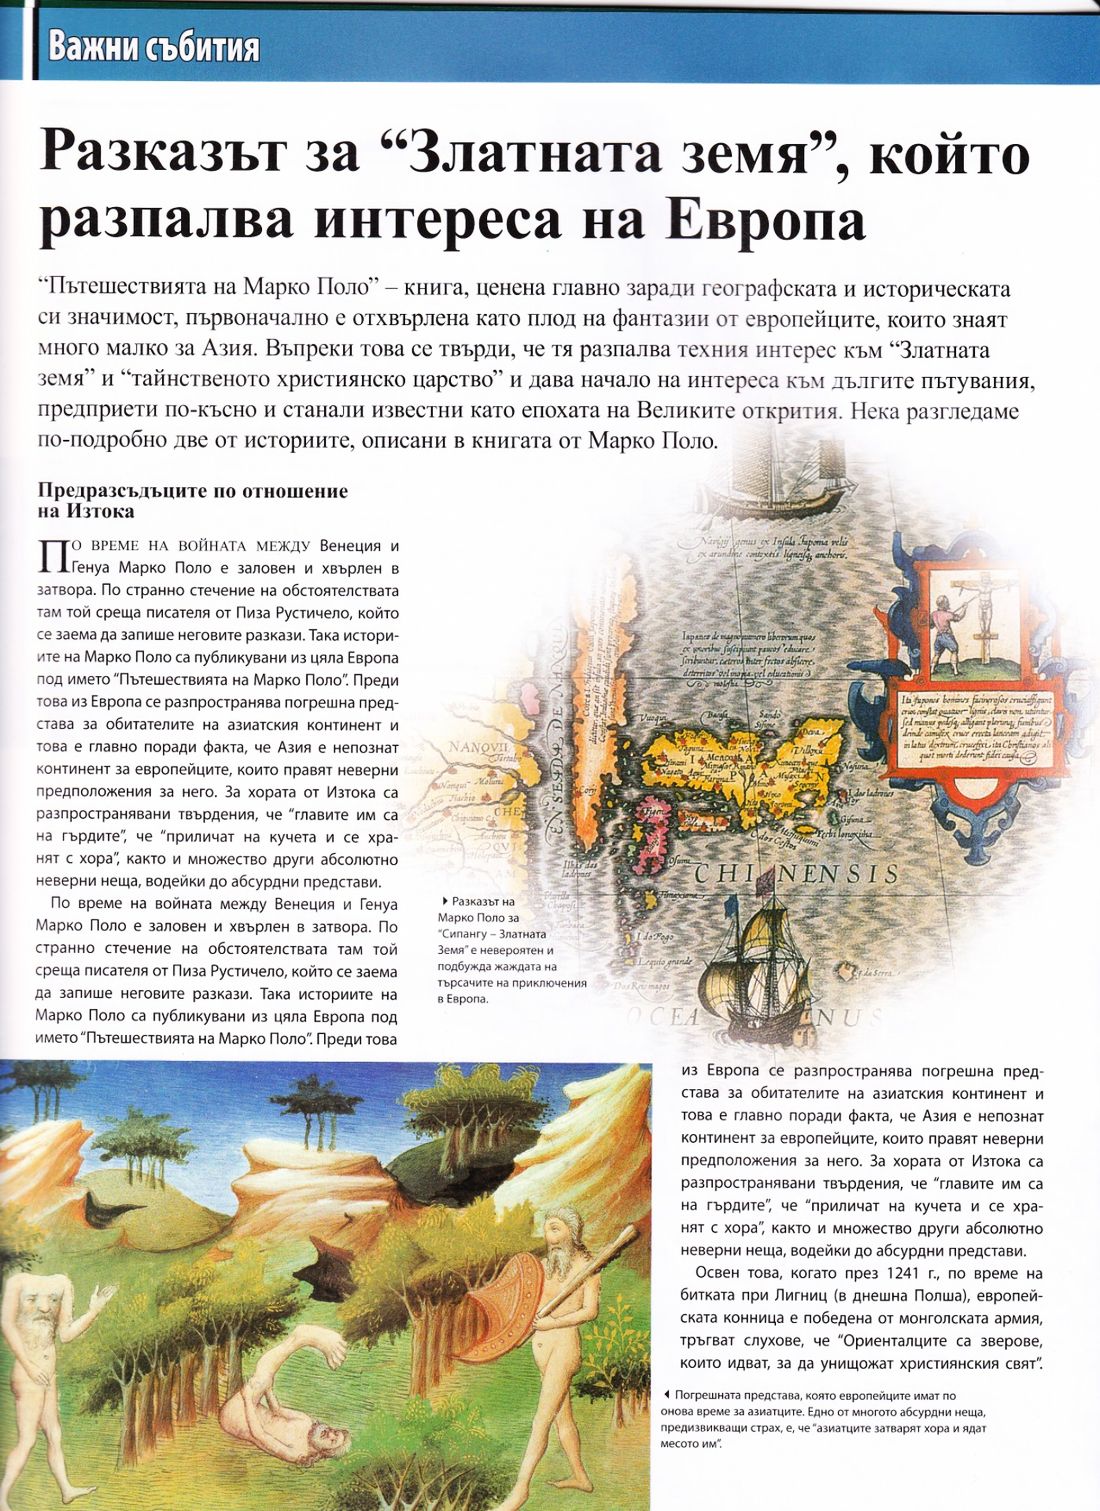 Важни събития
Разказът за “Златната земя”, който
разпалва интереса на Европа
“Пътешествията на Марко Поло” – книга, ценена главно заради географската и историческата
си значимост, първоначално е отхвърлена като плод на фантазии от европейците, които знаят
много малко за Азия. Въпреки това се твърди, че тя разпалва техния интерес към “Златната
земя” и “тайнственото християнско царство” и дава начало на интереса към дългите пътувания,
предприети по-късно и станали известни като епохата на Великите открития. Нека разгледаме
по-подробно две от историите, описани в книгата от Марко Поло.
Предразсъдъците по отношение
на Изтока
ПО ВРЕМЕ НА ВОЙНАТА МЕЖДУ Венеция и
Генуа Марко Поло е заловен и хвърлен в
затвора. По странно стечение на обстоятелствата
там той среща писателя от Пиза Рустичело, който
се заема да запише неговите разкази. Така истори-
ите на Марко Поло са публикувани из цяла Европа
под името “Пътешествията на Марко Поло”. Преди
това из Европа се разпространява погрешна пред-
става за обитателите на азиатския континент и
това е главно поради факта, че Азия е непознат
континент за европейците, които правят неверни
предположения за него. За хората от Изтока са
разпространявани твърдения, че “главите им са
на гърдите”, че “приличат на кучета и се хра-
нят с хора”, както и множество други абсолютно
неверни неща, водейки до абсурдни представи.
По време на войната между Венеция и Генуа
Марко Поло е заловен и хвърлен в затвора. По
странно стечение на обстоятелствата там той
среща писателя от Пиза Рустичело, който се заема
да запише неговите разкази. Така историите на
Марко Поло са публикувани из цяла Европа под
името “Пътешествията на Марко Поло”. Преди това
из Европа се разпространява погрешна пред-
става за обитателите на азиатския континент и
това е главно поради факта, че Азия е непознат
континент за европейците, които правят неверни
предположения за него. За хората от Изтока са
разпространявани твърдения, че “главите им са
на гърдите”, че “приличат на кучета и се хра-
нят с хора”, както и множество други абсолютно
неверни неща, водейки до абсурдни представи.
Освен това, когато през 1241 г., по време на
битката при Лигниц (в днешна Полша), европей-
ската конница е победена от монголската армия,
тръгват слухове, че “Ориенталците са зверове,
които идват, за да унищожат християнския свят”.
Разказът на
Марко Поло за
“Сипангу – Златната
Земя” е невероятен и
подбужда жаждата на
търсачите на приключения
в Европа.
Погрешната представа, която европейците имат по
онова време за азиатците. Едно от многото абсурдни неща,
предизвикващи страх, е, че “азиатците затварят хора и ядат
месото им”.
NANQVII
CHINENSIS
OCEA NUS
IAPAN
Lequio grande